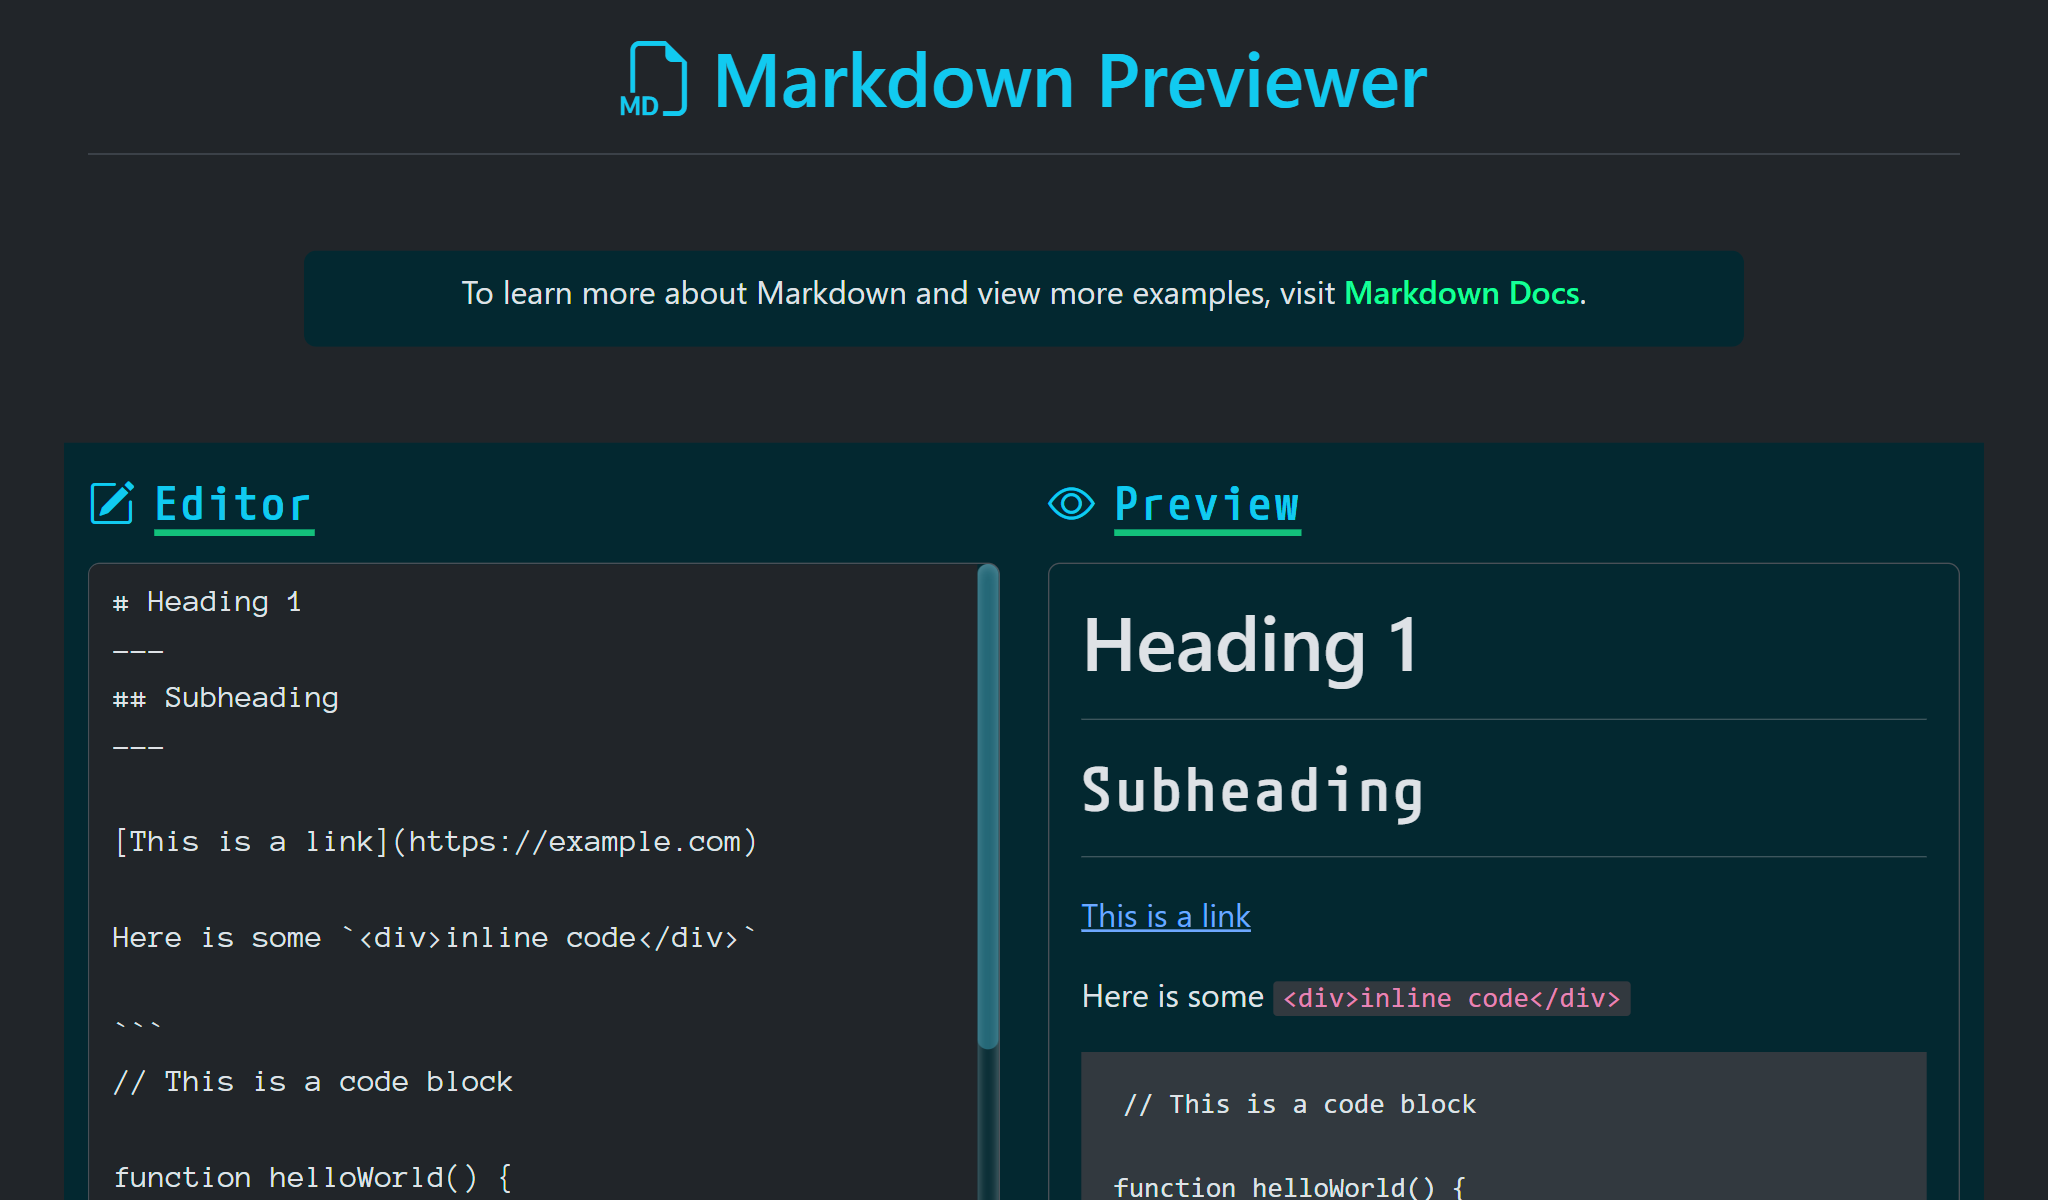 MD Markdown Previewer
To learn more about Markdown and view more examples, visit Markdown Docs.
Editor
# Heading 1
---
## Subheading
---
[This is a link](https://example.com)
Here is some `<div>inline code</div>`
```
// This is a code block
function helloWorld() {
Preview
Heading 1
Subheading
This is a link
Here is some <div>inline code</div>
// This is a code block
function helloWorld() {